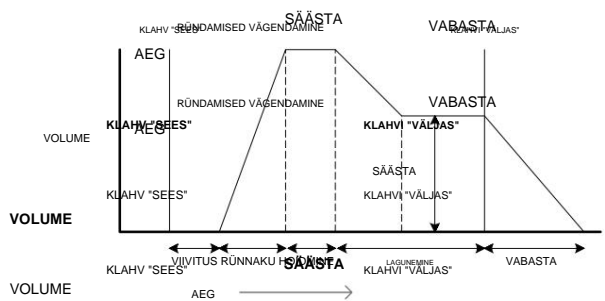 SÄÄSTA
KLAHV "SEES" RÜNDAMISED VÄGENDAMINE VABASTA
KLAHVI "VÄLJAS"
AEG
RÜNDAMISED VÄGENDAMINE VABASTA
AEG
KLAHV "SEES" KLAHVI "VÄLJAS"
VOLUME
SÄÄSTA
KLAHV "SEES" KLAHVI "VÄLJAS"
VOLUME
VIIVITUS RÜNNAKU HOIDMINE SÄÄSTA LAGUNEMINE VABASTA
KLAHV "SEES" KLAHVI "VÄLJAS"
VOLUME AEG